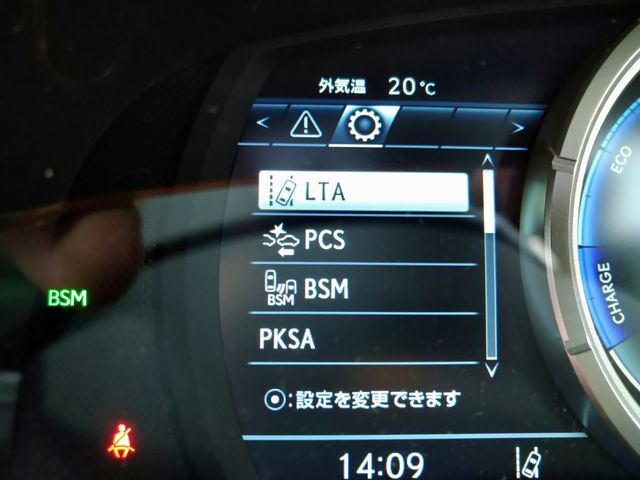 外気温 20℃
< >
LTA
PCS
BSM BSM
PKSA
BSM
⦿:設定を変更できます
14:09
ECO
CHARGE